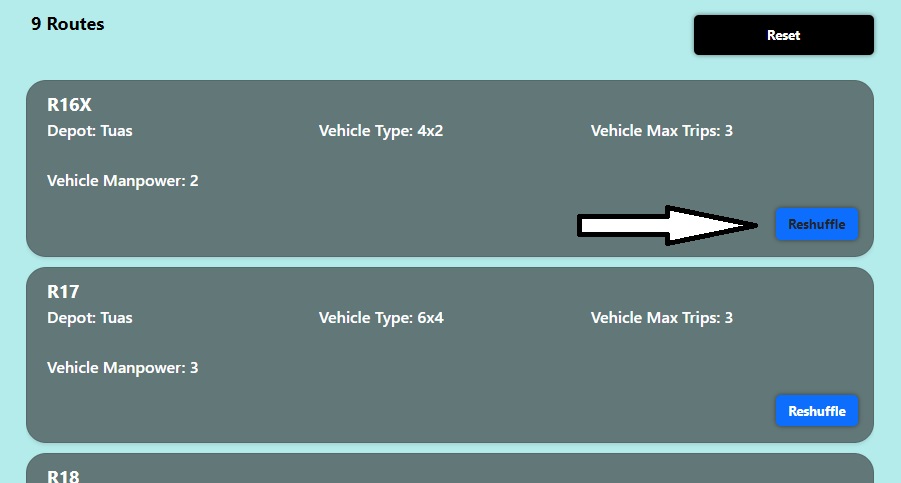 9 Routes
Reset
R16X
Depot: Tuas
Vehicle Type: 4x2
Vehicle Max Trips: 3
Vehicle Manpower: 2
Reshuffle
R17
Depot: Tuas
Vehicle Type: 6x4
Vehicle Max Trips: 3
Vehicle Manpower: 3
Reshuffle
R18